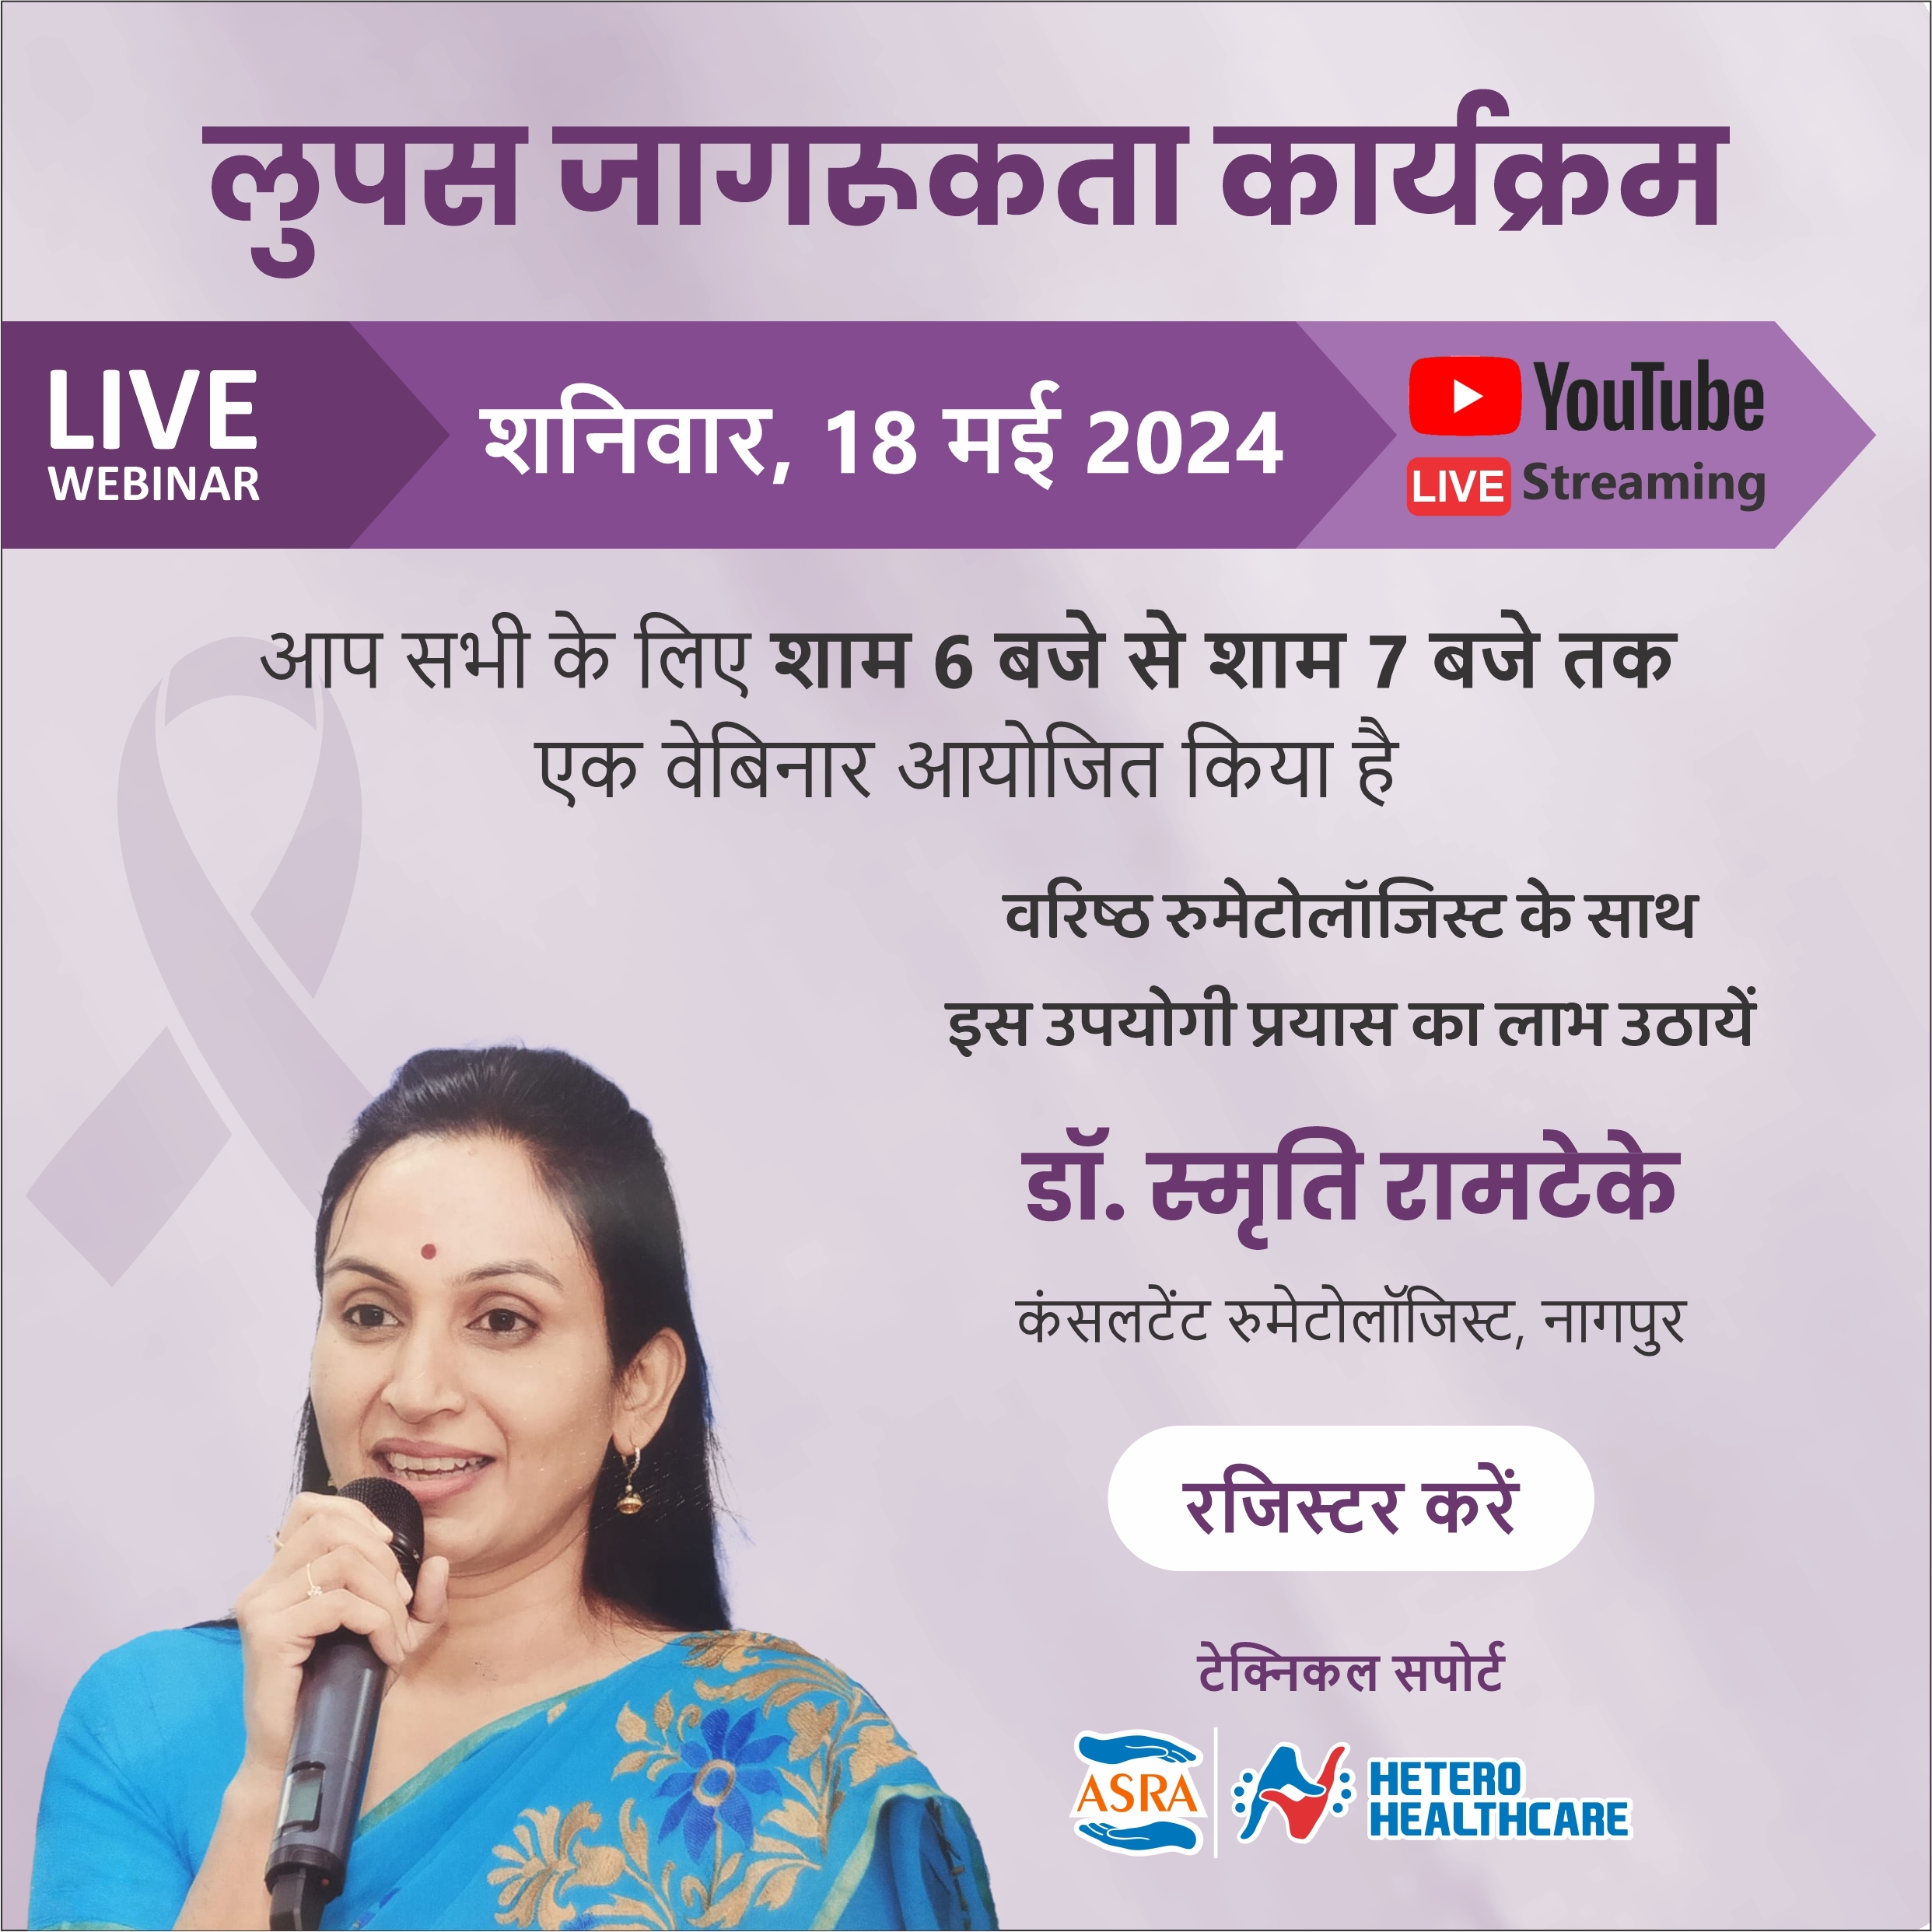 लुपस जागरूकता कार्यक्रम
LIVE
WEBINAR
शनिवार, 18 मई 2024
YouTube
LIVE Streaming
आप सभी के लिए शाम 6 बजे से शाम 7 बजे तक
एक वेबिनार आयोजित किया है
वरिष्ठ रुमेटोलॉजिस्ट के साथ
इस उपयोगी प्रयास का लाभ उठायें
डॉ. स्मृति रामटेके
कंसलटेंट रुमेटोलॉजिस्ट, नागपुर
रजिस्टर करें
टेक्निकल सपोर्ट
ASRA
HETERO
HEALTHCARE